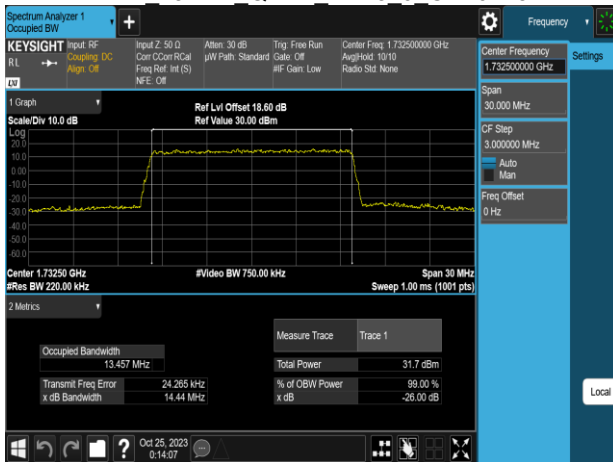 Spectrum Analyzer 1
Occupied BW
Frequency
KEYSIGHT
RL
LXI
Input: RF
Coupling: DC
Align: Off
Input Z: 50 Ω
Corr CCorr RCal
Freq Ref: Int (S)
NFE: Off
Atten: 30 dB
µW Path: Standard
Trig: Free Run
Gate: Off
#IF Gain: Low
Center Freq: 1.732500000 GHz
Avg|Hold: 10/10
Radio Std: None
Center Frequency
1.732500000 GHz
Settings
Span
30.000 MHz
CF Step
3.000000 MHz
Auto
Man
Freq Offset
0 Hz
Local
1 Graph
Scale/Div 10.0 dB
Ref Lvl Offset 18.60 dB
Ref Value 30.00 dBm
Log
20.0
10.0
0.00
-10.0
-20.0
-30.0
-40.0
-50.0
-60.0
Center 1.73250 GHz
#Video BW 750.00 kHz
Span 30 MHz
#Res BW 220.00 kHz
Sweep 1.00 ms (1001 pts)
2 Metrics
Measure Trace
Trace 1
Occupied Bandwidth
13.457 MHz
Total Power
31.7 dBm
Transmit Freq Error
24.265 kHz
% of OBW Power
99.00 %
x dB Bandwidth
14.44 MHz
x dB
-26.00 dB
?
Oct 25, 2023
0:14:07